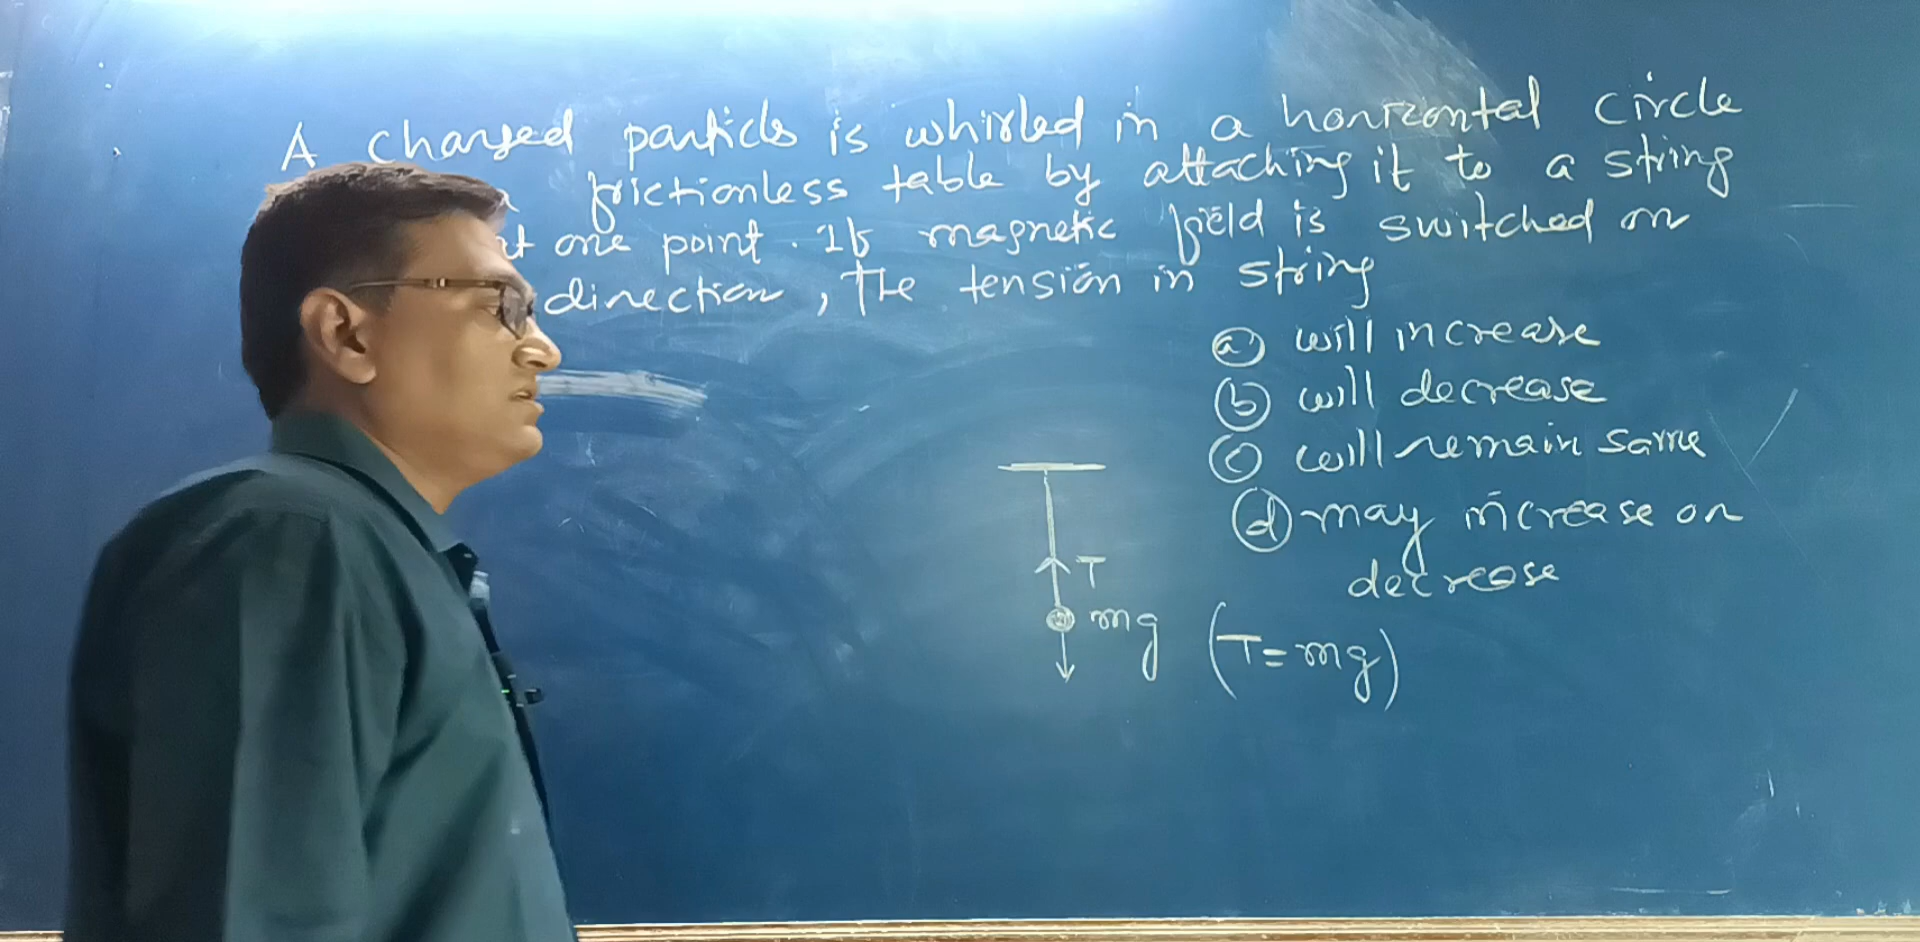 A charged particle is whirled in a horizontal circle
frictionless table by attaching it to a string
at one point. If magnetic field is switched on
direction, The tension in string
(a) will increase
(b) will decrease
(c) will remain same
(d) may increase or
decrease
T
mg (T=mg)